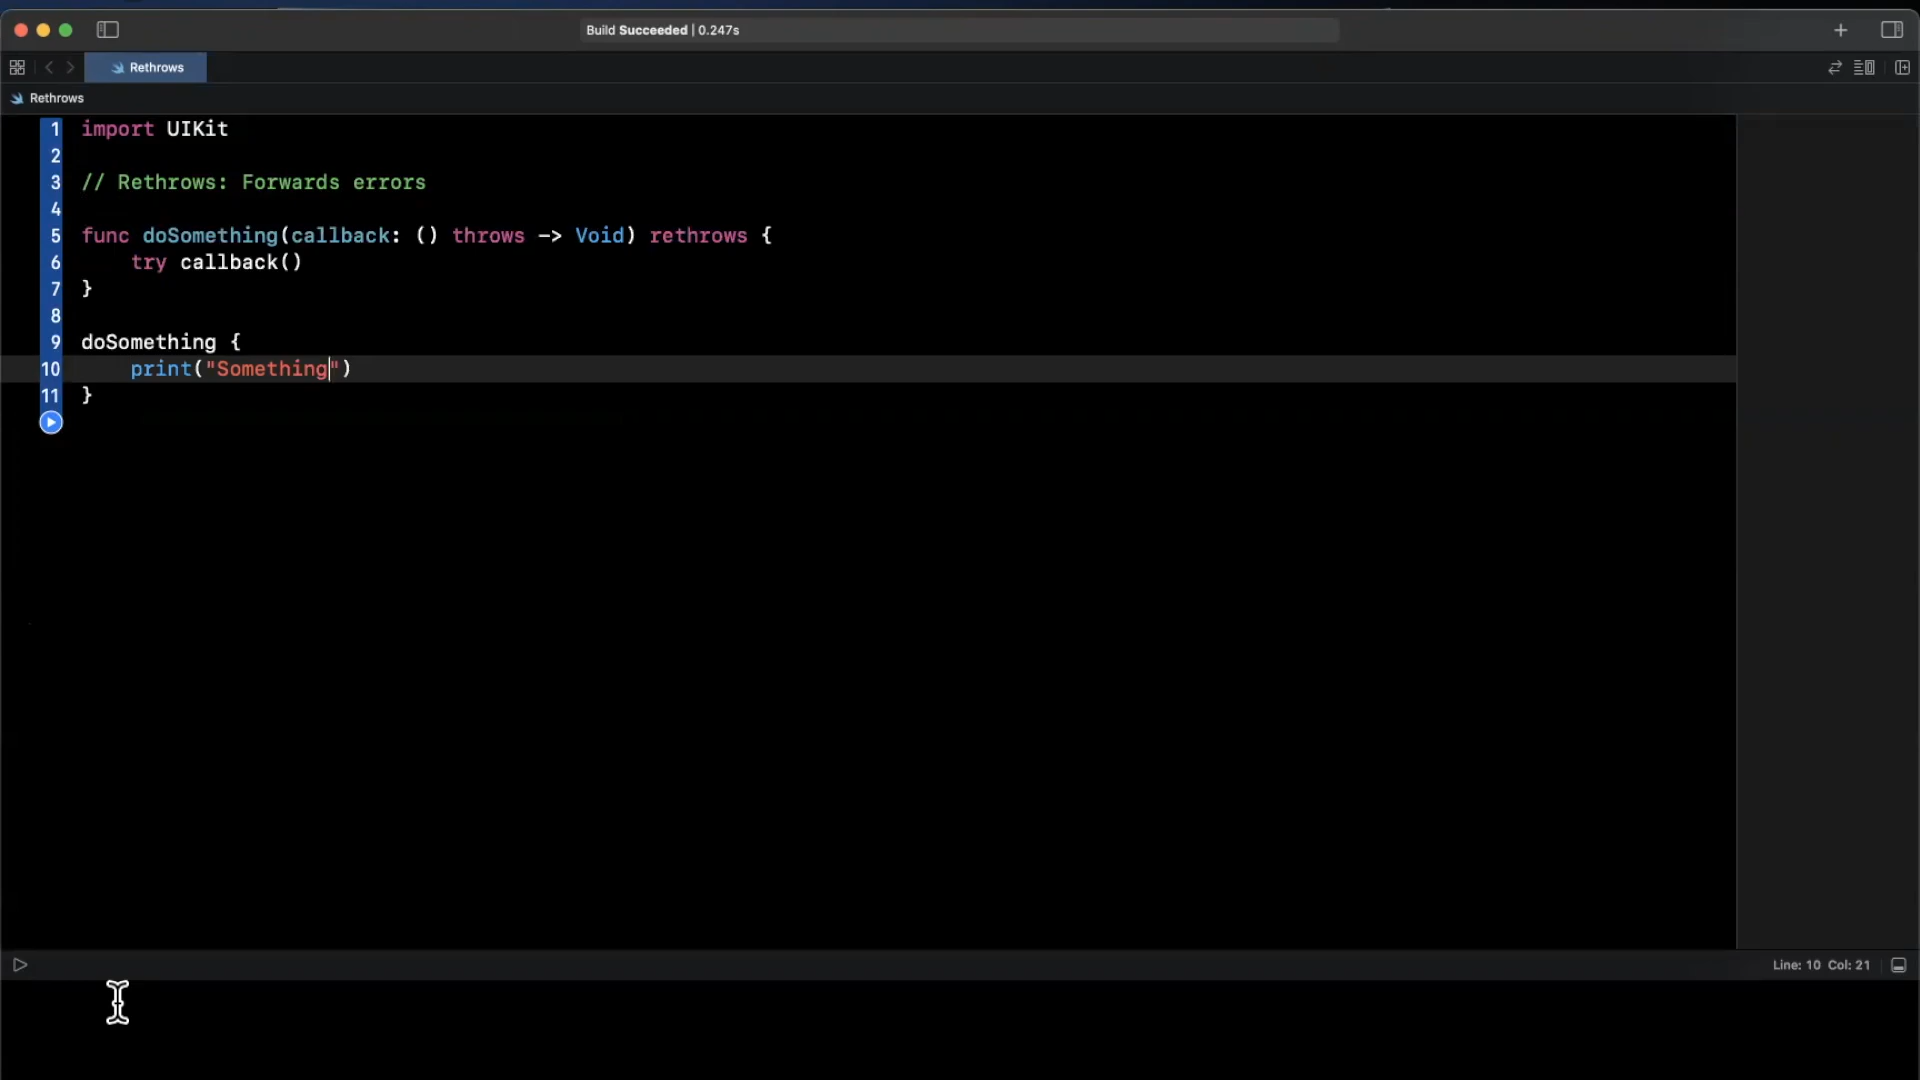 Build Succeeded | 0.247s
Rethrows
Rethrows
1 import UIKit
2
3 // Rethrows: Forwards errors
4
5 func doSomething(callback: () throws -> Void) rethrows {
6 try callback()
7 }
8
9 doSomething {
10 print("Something")
11 }
Line: 10 Col: 21